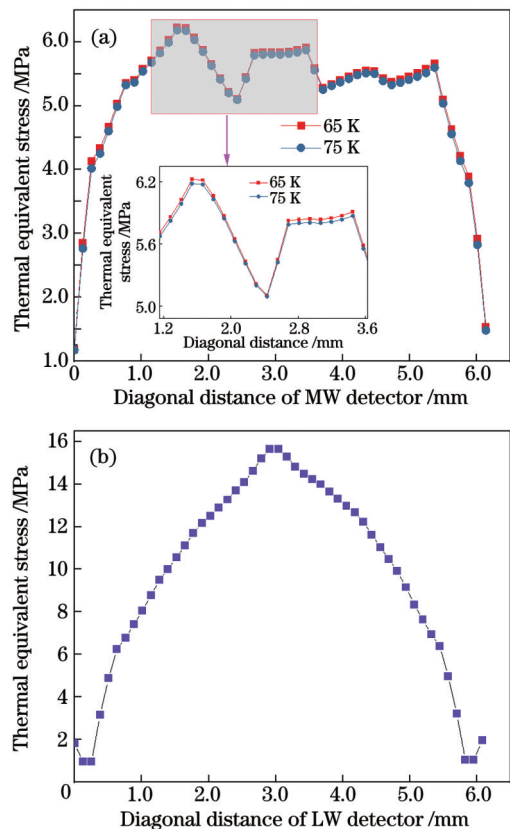 (a)
6.0
5.0
4.0
3.0
2.0
1.0
Thermal equivalent stress /MPa
65 K
75 K
6.2
5.6
5.0
Thermal equivalent
stress /MPa
65 K
75 K
1.2 2.0 2.8 3.6
Diagonal distance /mm
0 1.0 2.0 3.0 4.0 5.0 6.0
Diagonal distance of MW detector /mm
(b)
16
14
12
10
8
6
4
2
0
Thermal equivalent stress /MPa
1.0 2.0 3.0 4.0 5.0 6.0
Diagonal distance of LW detector /mm